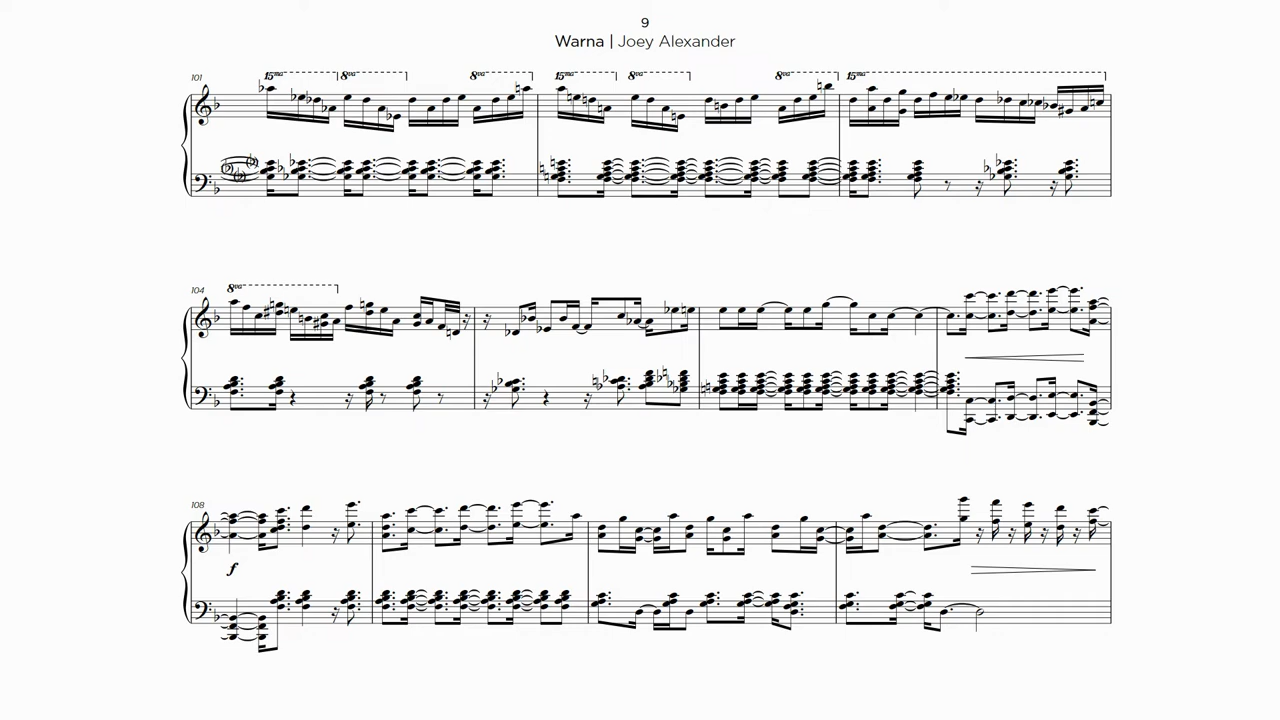 9
Warna | Joey Alexander
101
15ma 8va 8va 15ma 8va 8va 15ma
104
8va
108
f